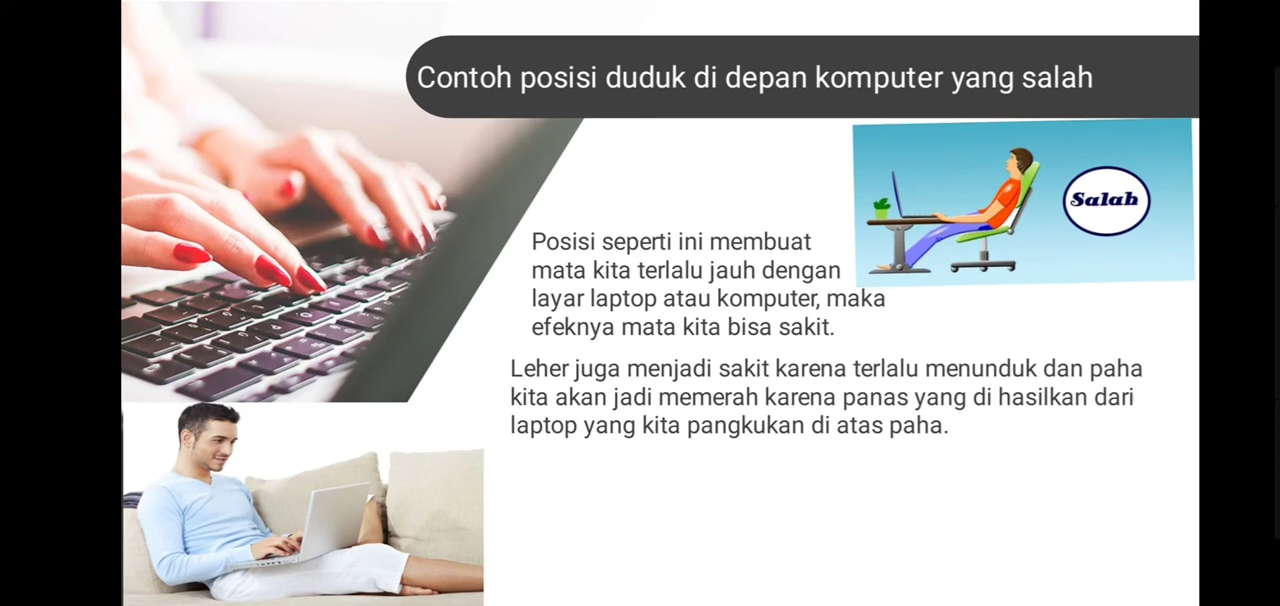 Contoh posisi duduk di depan komputer yang salah
Salah
Posisi seperti ini membuat
mata kita terlalu jauh dengan
layar laptop atau komputer, maka
efeknya mata kita bisa sakit.
Leher juga menjadi sakit karena terlalu menunduk dan paha
kita akan jadi memerah karena panas yang di hasilkan dari
laptop yang kita pangkukan di atas paha.